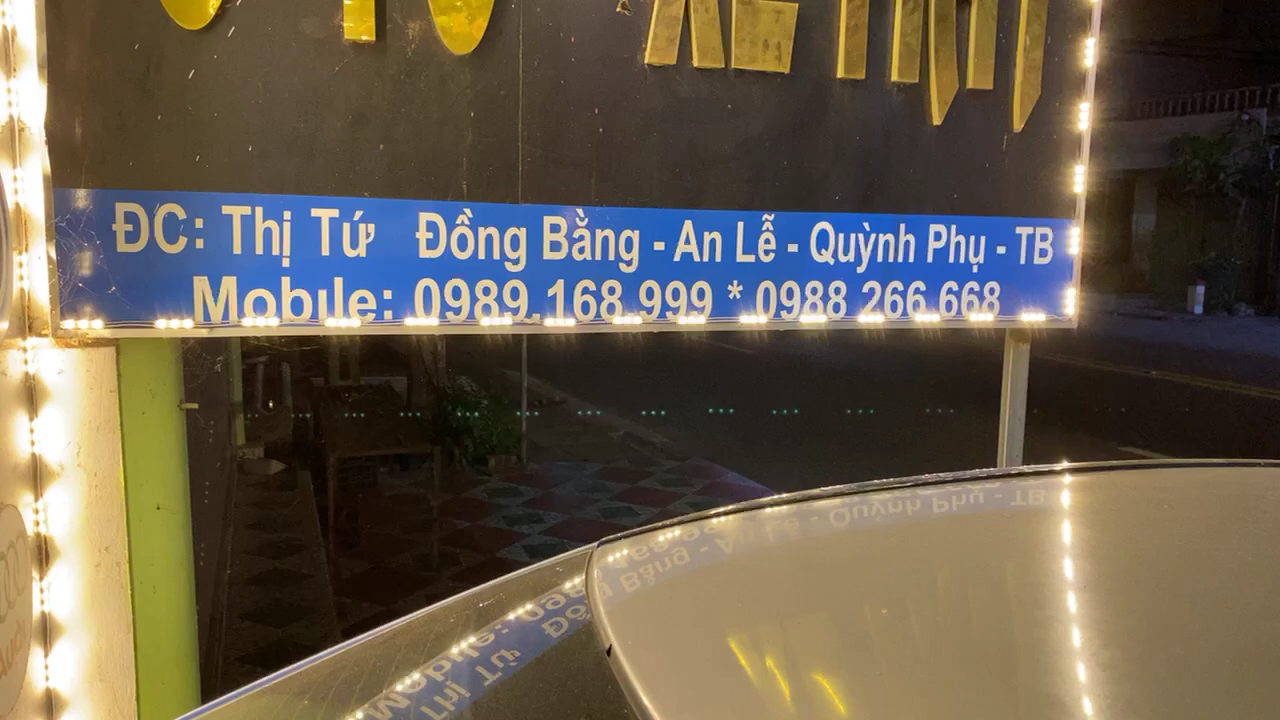 ĐC: Thị Tứ Đồng Bằng - An Lễ - Quỳnh Phụ - TB
Mobile: 0989.168.999 * 0988 266 668